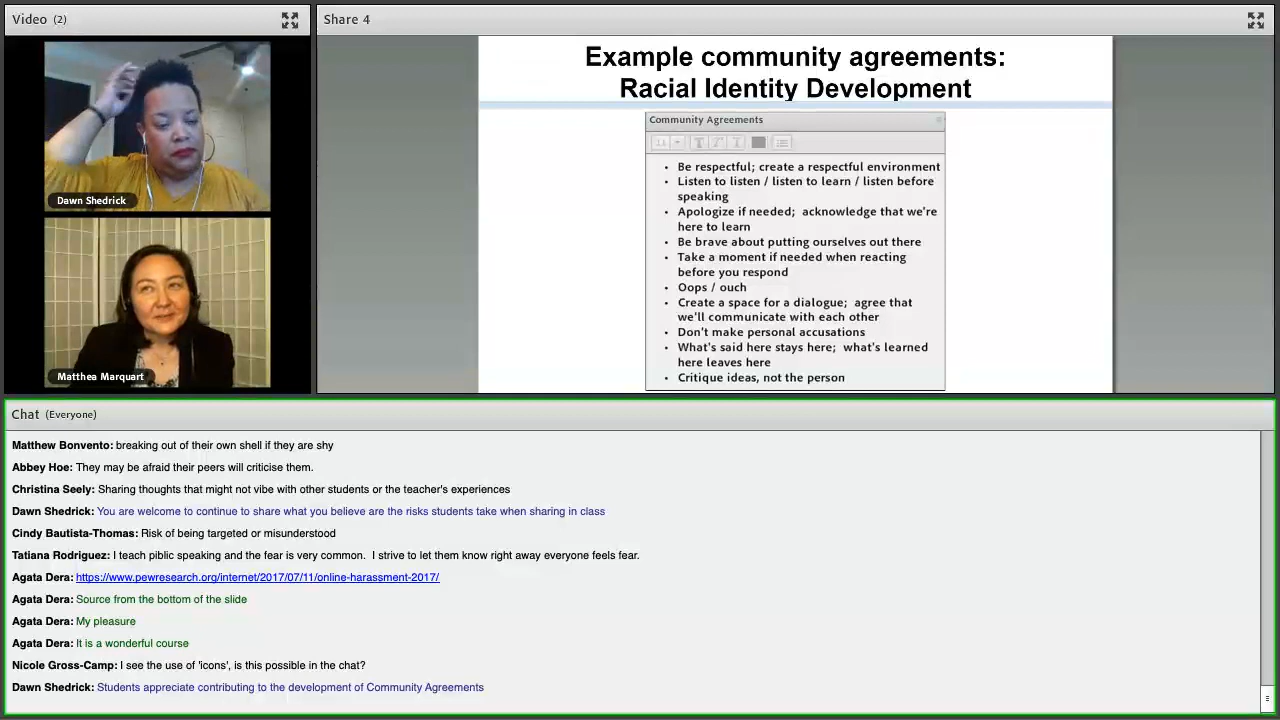 Video (2)
Dawn Shedrick
Matthea Marquart
Share 4
Example community agreements:
Racial Identity Development
Community Agreements
11
T T T
• Be respectful; create a respectful environment
• Listen to listen / listen to learn / listen before
speaking
• Apologize if needed;  acknowledge that we're
here to learn
• Be brave about putting ourselves out there
• Take a moment if needed when reacting
before you respond
• Oops / ouch
• Create a space for a dialogue;  agree that
we'll communicate with each other
• Don't make personal accusations
• What's said here stays here;  what's learned
here leaves here
• Critique ideas, not the person
Chat (Everyone)
Matthew Bonvento: breaking out of their own shell if they are shy
Abbey Hoe: They may be afraid their peers will criticise them.
Christina Seely: Sharing thoughts that might not vibe with other students or the teacher's experiences
Dawn Shedrick: You are welcome to continue to share what you believe are the risks students take when sharing in class
Cindy Bautista-Thomas: Risk of being targeted or misunderstood
Tatiana Rodriguez: I teach piblic speaking and the fear is very common.  I strive to let them know right away everyone feels fear.
Agata Dera: https://www.pewresearch.org/internet/2017/07/11/online-harassment-2017/
Agata Dera: Source from the bottom of the slide
Agata Dera: My pleasure
Agata Dera: It is a wonderful course
Nicole Gross-Camp: I see the use of 'icons', is this possible in the chat?
Dawn Shedrick: Students appreciate contributing to the development of Community Agreements